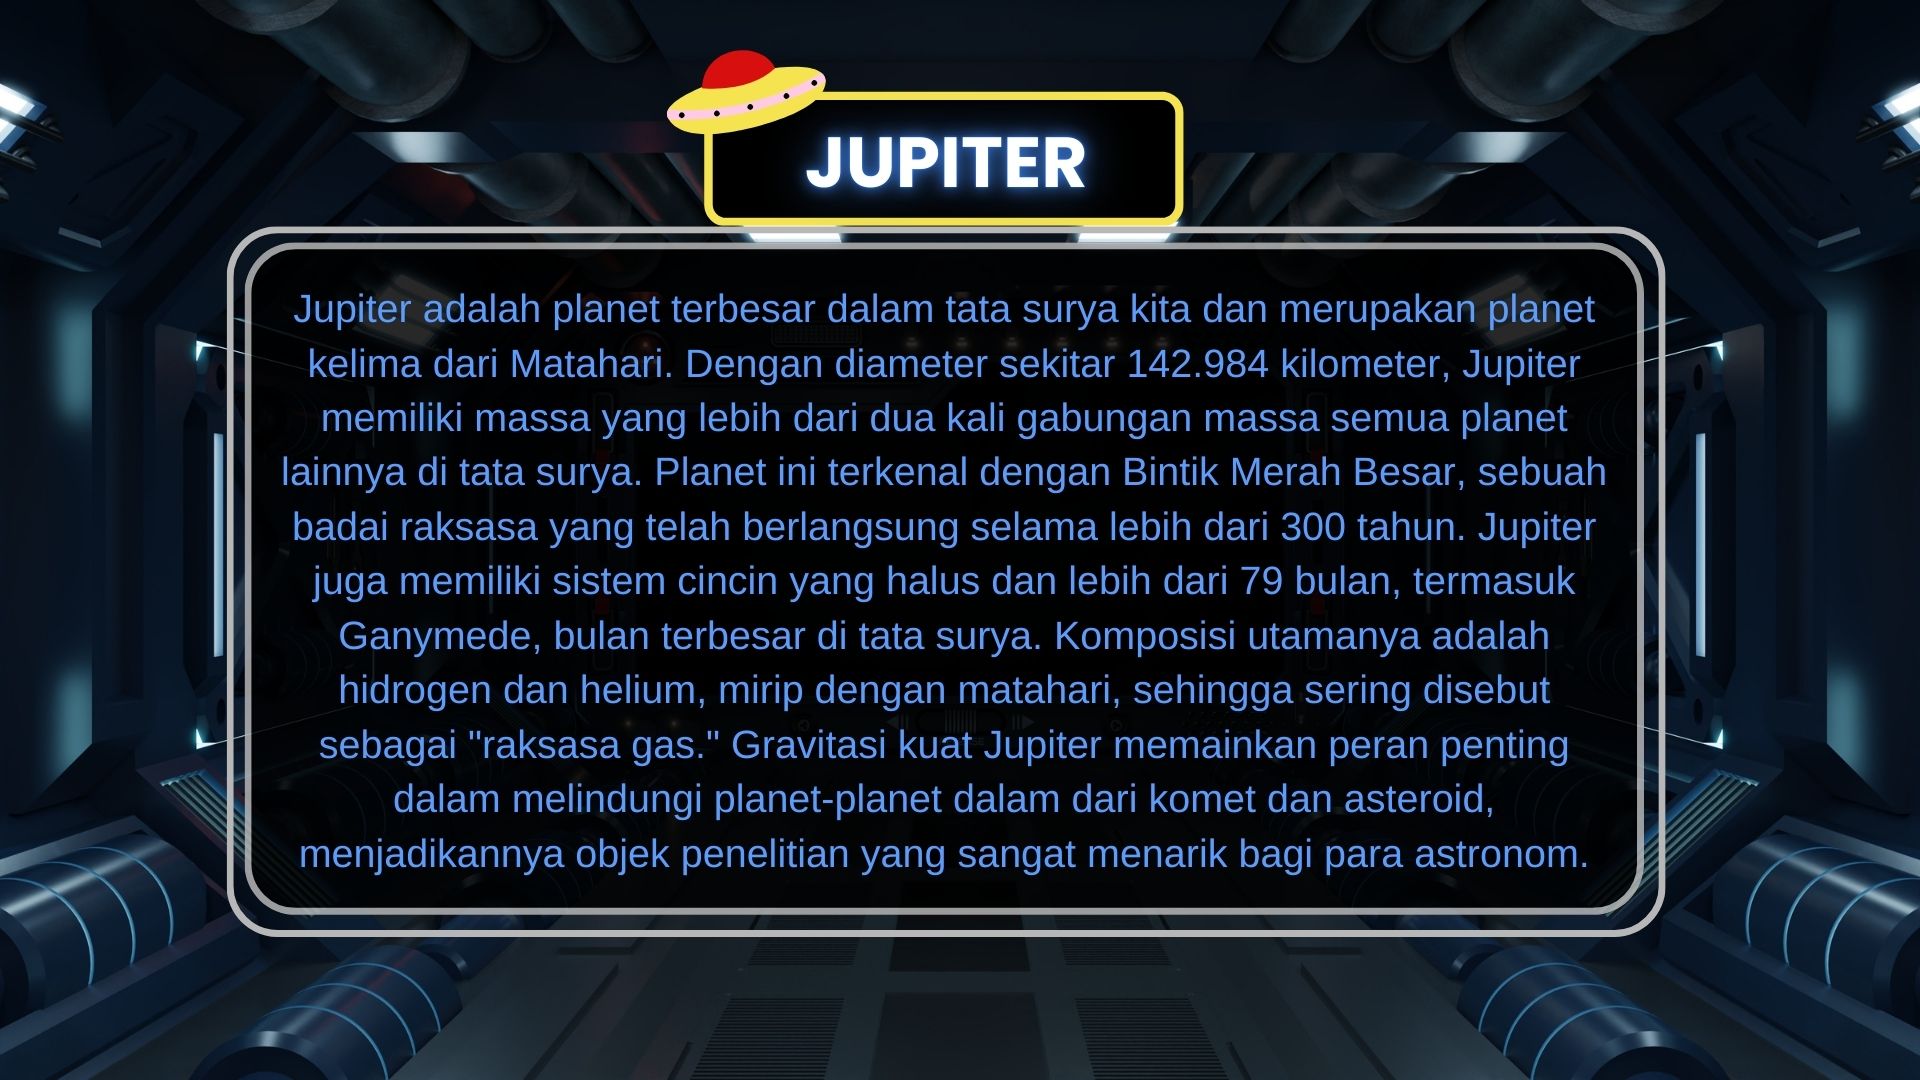 JUPITER
Jupiter adalah planet terbesar dalam tata surya kita dan merupakan planet
kelima dari Matahari. Dengan diameter sekitar 142.984 kilometer, Jupiter
memiliki massa yang lebih dari dua kali gabungan massa semua planet
lainnya di tata surya. Planet ini terkenal dengan Bintik Merah Besar, sebuah
badai raksasa yang telah berlangsung selama lebih dari 300 tahun. Jupiter
juga memiliki sistem cincin yang halus dan lebih dari 79 bulan, termasuk
Ganymede, bulan terbesar di tata surya. Komposisi utamanya adalah
hidrogen dan helium, mirip dengan matahari, sehingga sering disebut
sebagai "raksasa gas." Gravitasi kuat Jupiter memainkan peran penting
dalam melindungi planet-planet dalam dari komet dan asteroid,
menjadikannya objek penelitian yang sangat menarik bagi para astronom.